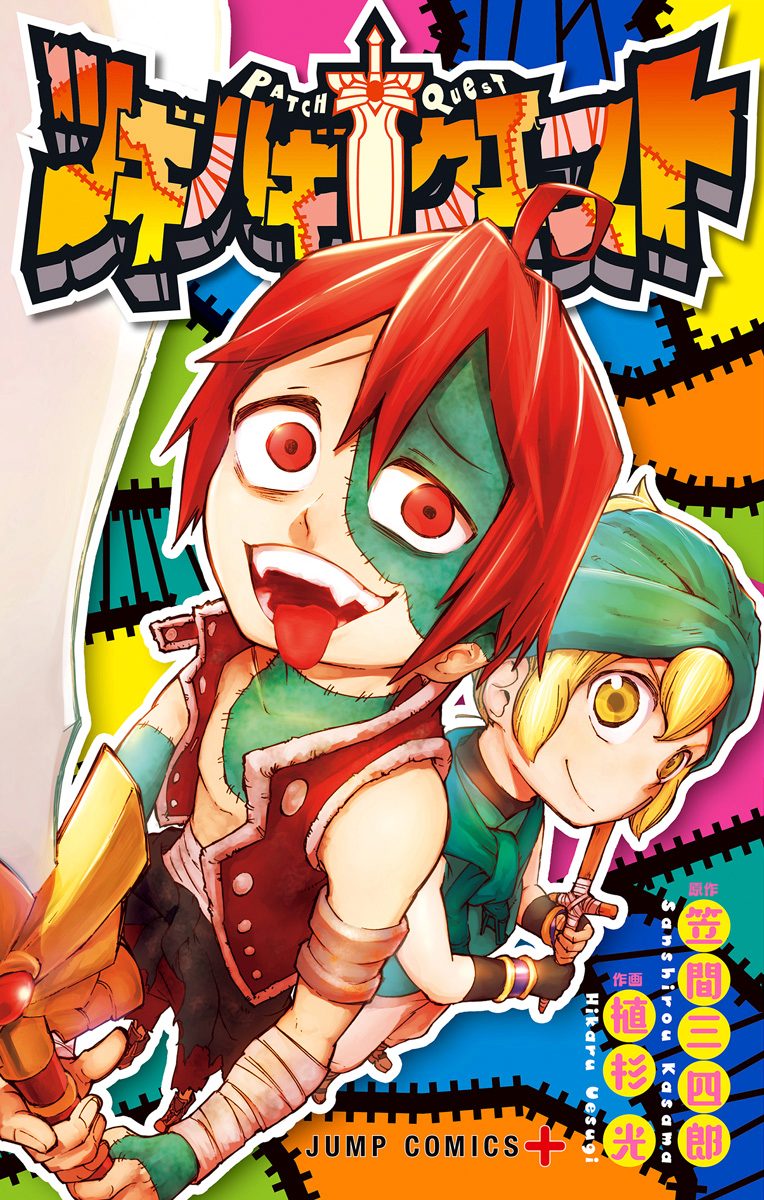 PATCH QUEST
ツギハギクエスト
原作
笠間三四郎
Sanshirou Kasama
作画
植杉光
Hikaru Uesugi
JUMP COMICS+